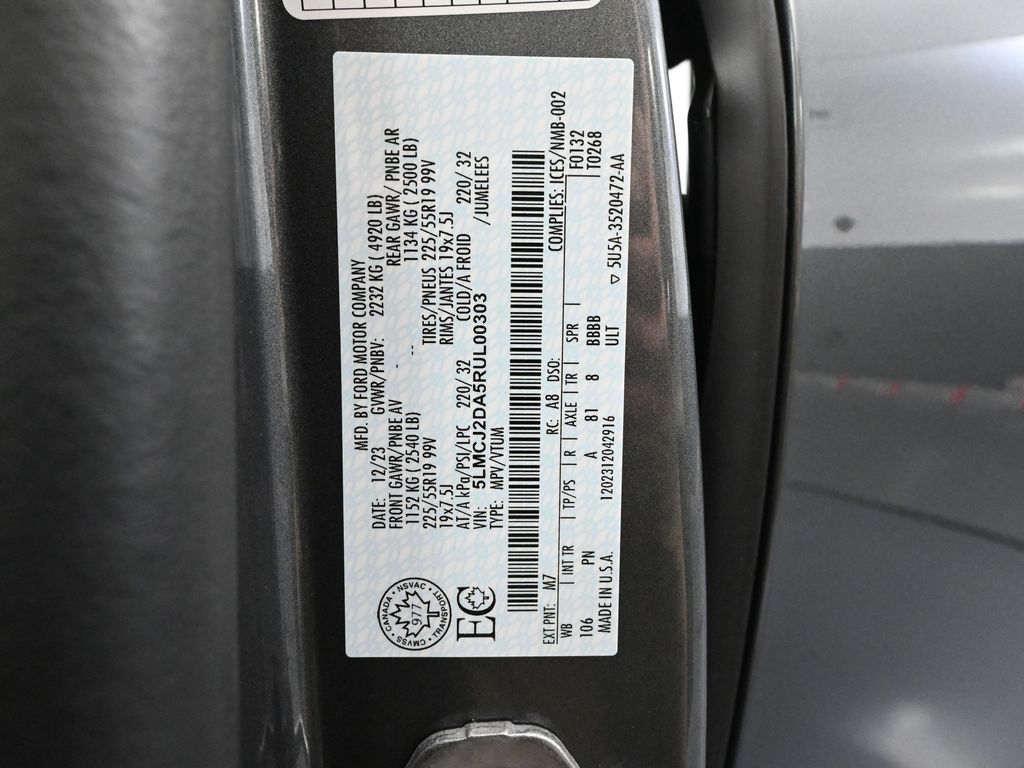 MFD. BY FORD MOTOR COMPANY
DATE: 12/23 GVWR/PNBV: 2232 KG ( 4920 LB)
FRONT GAWR/PNBE AV REAR GAWR/ PNBE AR
1152 KG ( 2540 LB) -- 1134 KG ( 2500 LB)
225/55R19 99V TIRES/PNEUS 225/55R19 99V
19x7.5J RIMS/JANTES 19x7.5J
AT/A kPa/PSI/LPC 220/ 32 COLD/A FROID 220/ 32
VIN: 5LMCJ2DA5RUL00303 /JUMELEES
TYPE: MPV/VTUM
CANADA • NSVAC • TRANSPORT • CMVSS •
977
EC
RC: A8 DSO: COMPLIES: ICES/NMB-002
EXT PNT: M7 F0132
WB INT TR TP/PS R AXLE TR SPR T0268
106 PN A 81 8 BBBB
ULT
MADE IN U.S.A. 1202312042916 ▽ 5U5A-3520472-AA